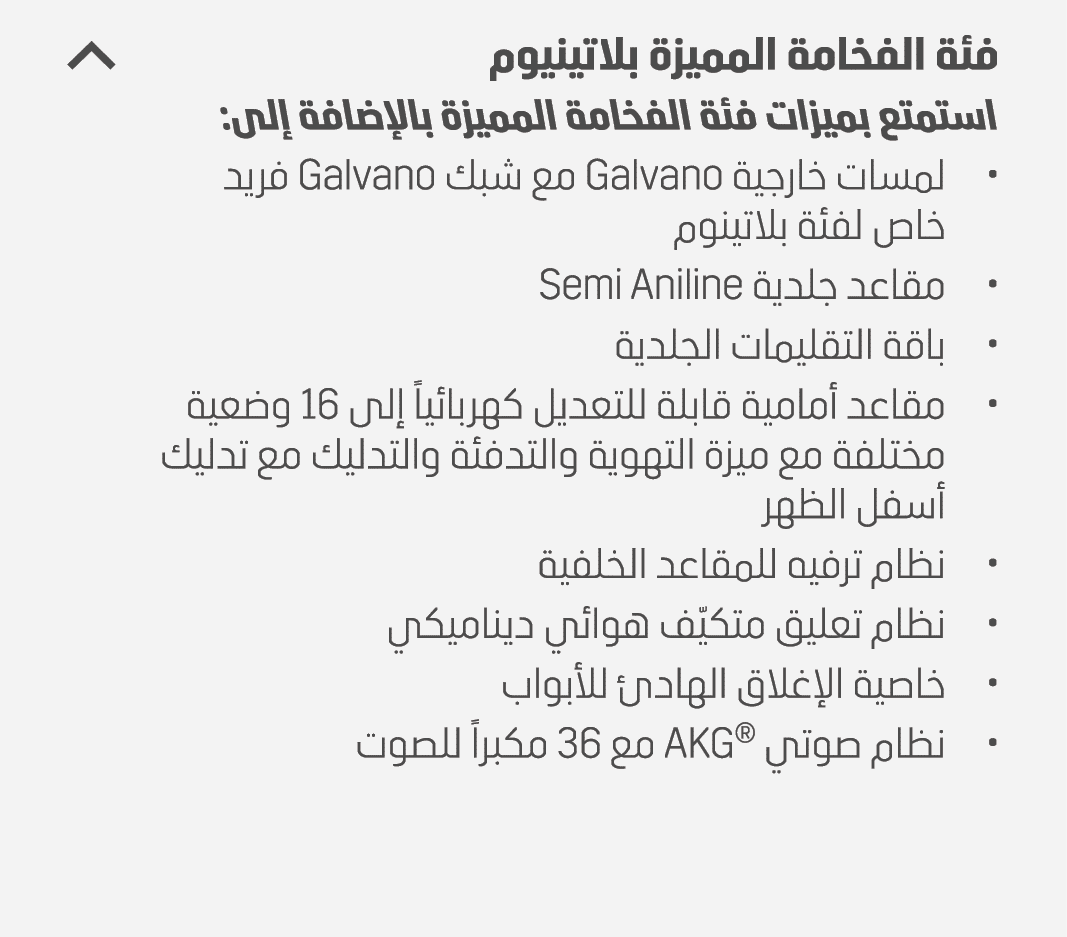 فئة الفخامة المميزة بلاتينيوم
استمتع بميزات فئة الفخامة المميزة بالإضافة إلى:
• لمسات خارجية Galvano مع شبك Galvano فريد
خاص لفئة بلاتينوم
• مقاعد جلدية Semi Aniline
• باقة التقليمات الجلدية
• مقاعد أمامية قابلة للتعديل كهربائياً إلى 16 وضعية
مختلفة مع ميزة التهوية والتدفئة والتدليك مع تدليك
أسفل الظهر
• نظام ترفيه للمقاعد الخلفية
• نظام تعليق متكيّف هوائي ديناميكي
• خاصية الإغلاق الهادئ للأبواب
• نظام صوتي AKG® مع 36 مكبراً للصوت